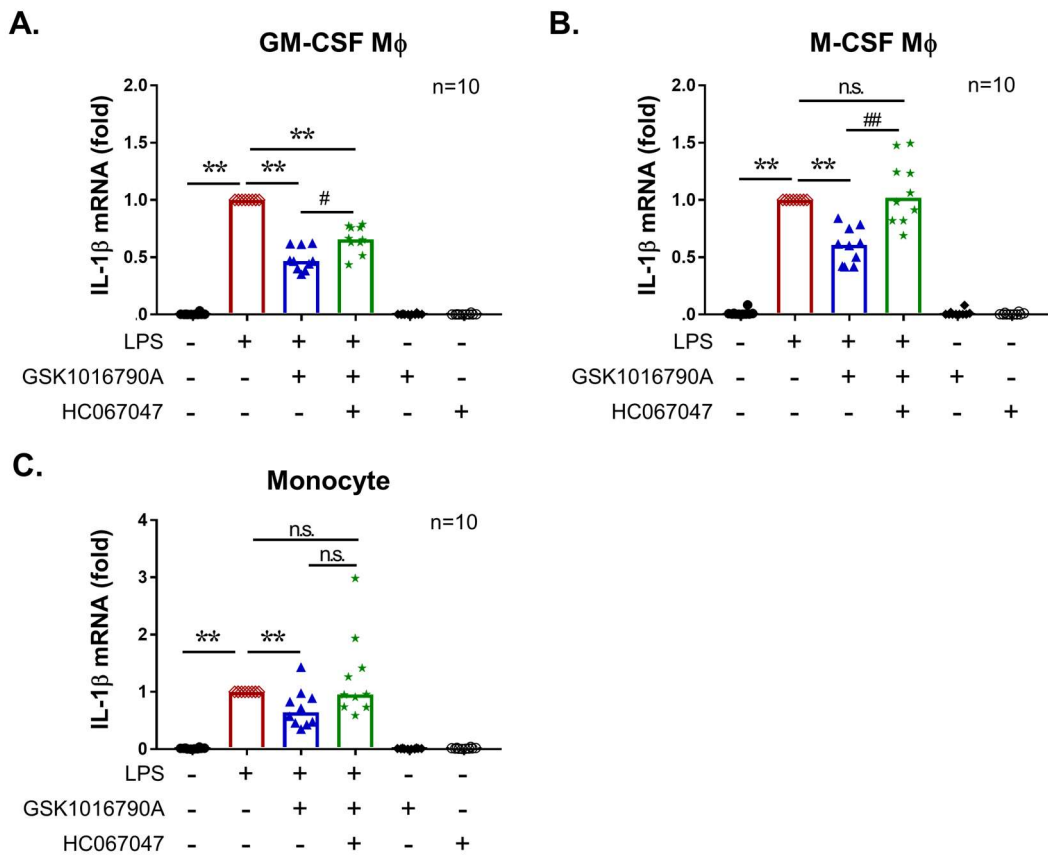 A.
GM-CSF Mϕ
IL-1β mRNA (fold)
n=10
2.0
1.5
1.0
0.5
.0
**
** **
#
LPS - + + + - -
GSK1016790A - - + + + -
HC067047 - - - + - +
B.
M-CSF Mϕ
IL-1β mRNA (fold)
n=10
2.0
1.5
1.0
0.5
.0
n.s.
##
** **
LPS - + + + - -
GSK1016790A - - + + + -
HC067047 - - - + - +
C.
Monocyte
IL-1β mRNA (fold)
n=10
4
3
2
1
0
n.s.
n.s.
** **
LPS - + + + - -
GSK1016790A - - + + + -
HC067047 - - - + - +